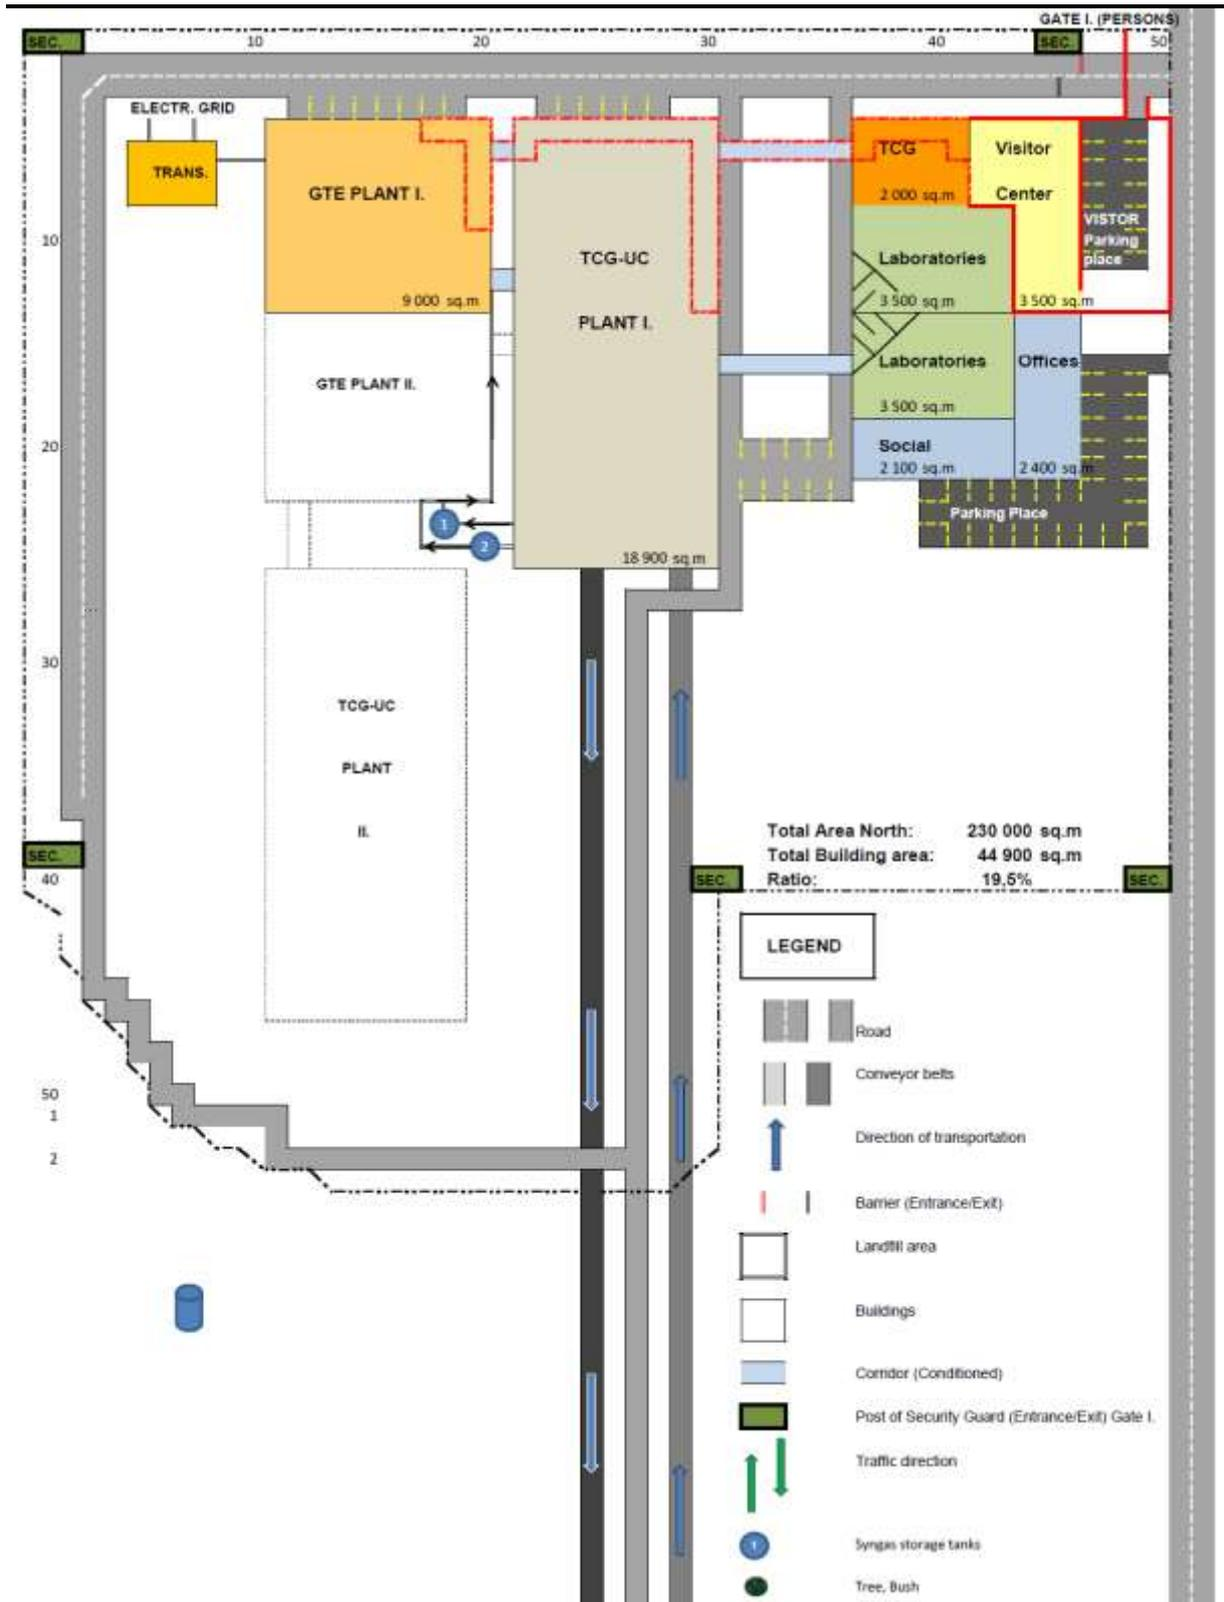 GATE I. (PERSONS)
SEC. 10 20 30 40 SEC. 50
ELECTR. GRID
TRANS.
GTE PLANT I.
9 000 sq.m
TCG-UC
PLANT I.
18 900 sq.m
TCG
2 000 sq.m
Visitor
Center
3 500 sq.m
VISTOR
Parking
place
Laboratories
3 500 sq.m
Laboratories
3 500 sq.m
Offices
2 400 sq.m
Social
2 100 sq.m
Parking Place
10
GTE PLANT II.
20
1
2
30
TCG-UC
PLANT
II.
SEC.
40
Total Area North: 230 000 sq.m
Total Building area: 44 900 sq.m
Ratio: 19,5%
SEC.
SEC.
50
1
2
LEGEND
Road
Conveyor belts
Direction of transportation
Barrier (Entrance/Exit)
Landfill area
Buildings
Corridor (Conditioned)
Post of Security Guard (Entrance/Exit) Gate I.
Traffic direction
1 Syngas storage tanks
Tree, Bush